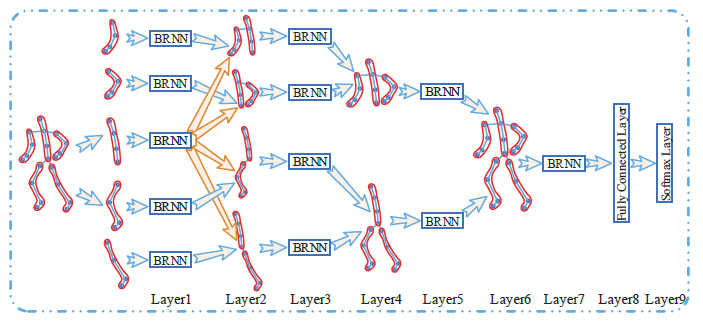 BRNN
BRNN
BRNN
BRNN
BRNN
BRNN
BRNN
BRNN
BRNN
BRNN
BRNN
BRNN
Fully Connected Layer
Softmax Layer
Layer1 Layer2 Layer3 Layer4 Layer5 Layer6 Layer7 Layer8 Layer9